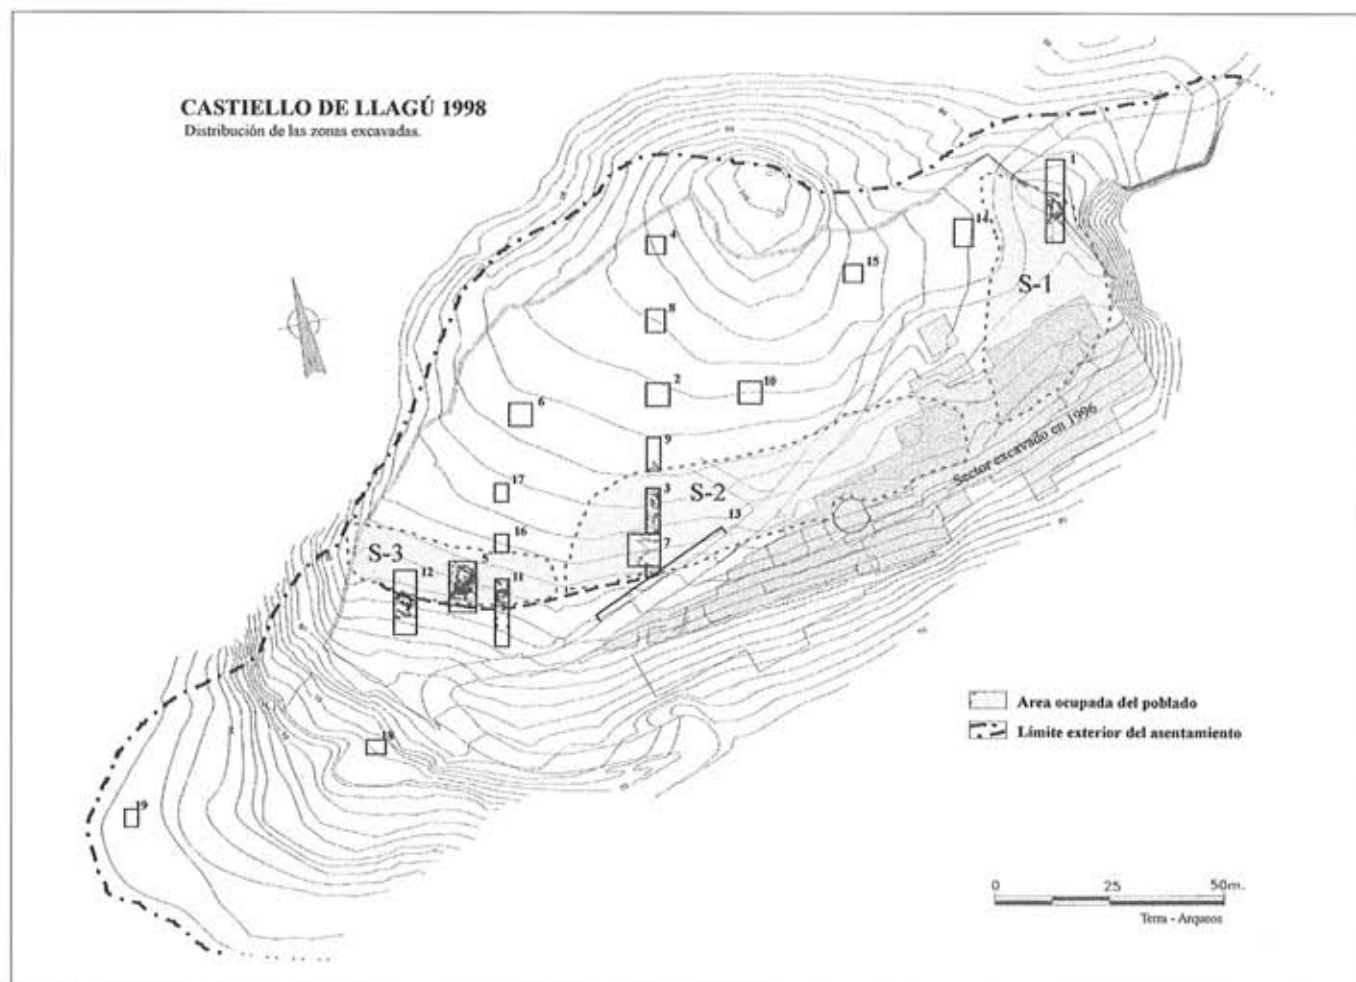 CASTIELLO DE LLAGÚ 1998
Distribución de las zonas excavadas.
1
4
14
15
S-1
8
2
10
6
9
Sector excavado en 1996
17
3
S-2
13
16
7
S-3
12
5
11
18
19
Area ocupada del poblado
Límite exterior del asentamiento
0 25 50m.
Terra - Arqueos